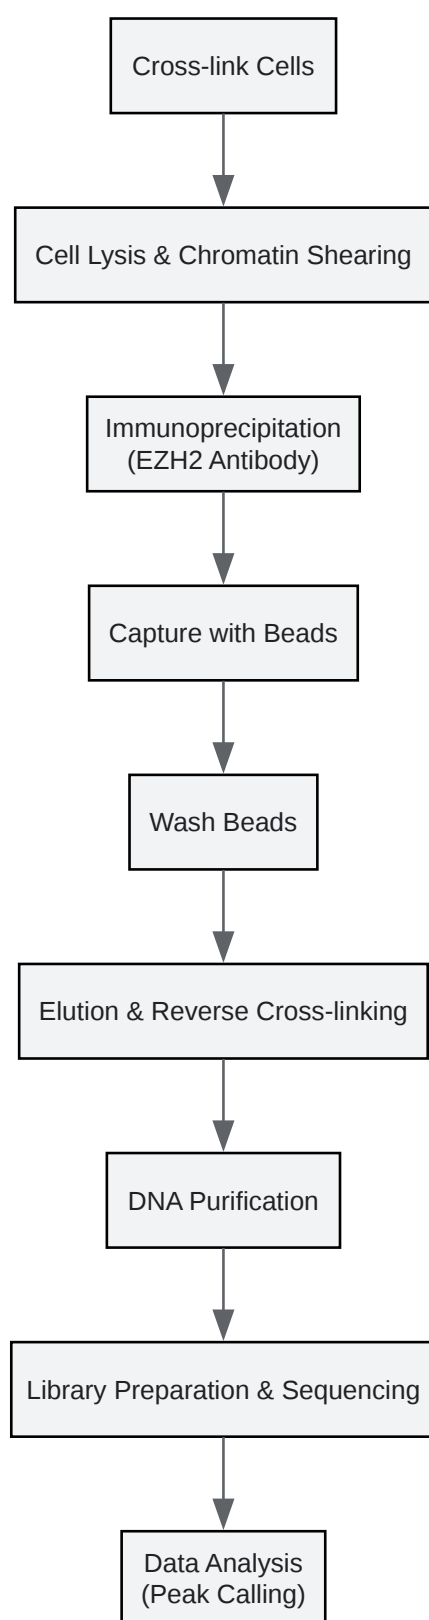 Cross-link Cells
Cell Lysis & Chromatin Shearing
Immunoprecipitation
(EZH2 Antibody)
Capture with Beads
Wash Beads
Elution & Reverse Cross-linking
DNA Purification
Library Preparation & Sequencing
Data Analysis
(Peak Calling)